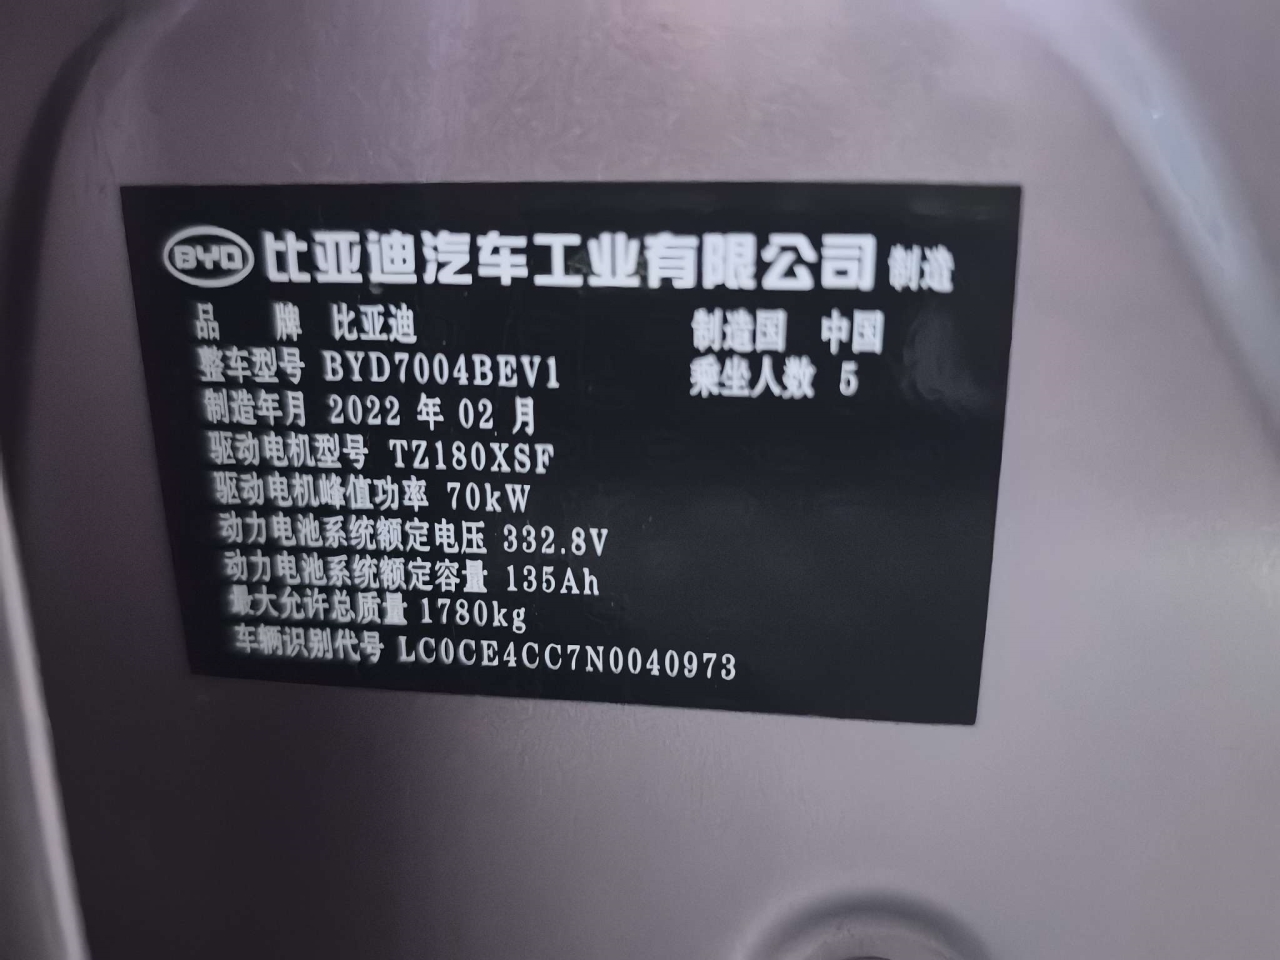 BYD 比亚迪汽车工业有限公司 制造
品 牌 比亚迪 制造国 中国
整车型号 BYD7004BEV1 乘坐人数 5
制造年月 2022 年 02 月
驱动电机型号 TZ180XSF
驱动电机峰值功率 70kW
动力电池系统额定电压 332.8V
动力电池系统额定容量 135Ah
最大允许总质量 1780kg
车辆识别代号 LC0CE4CC7N0040973